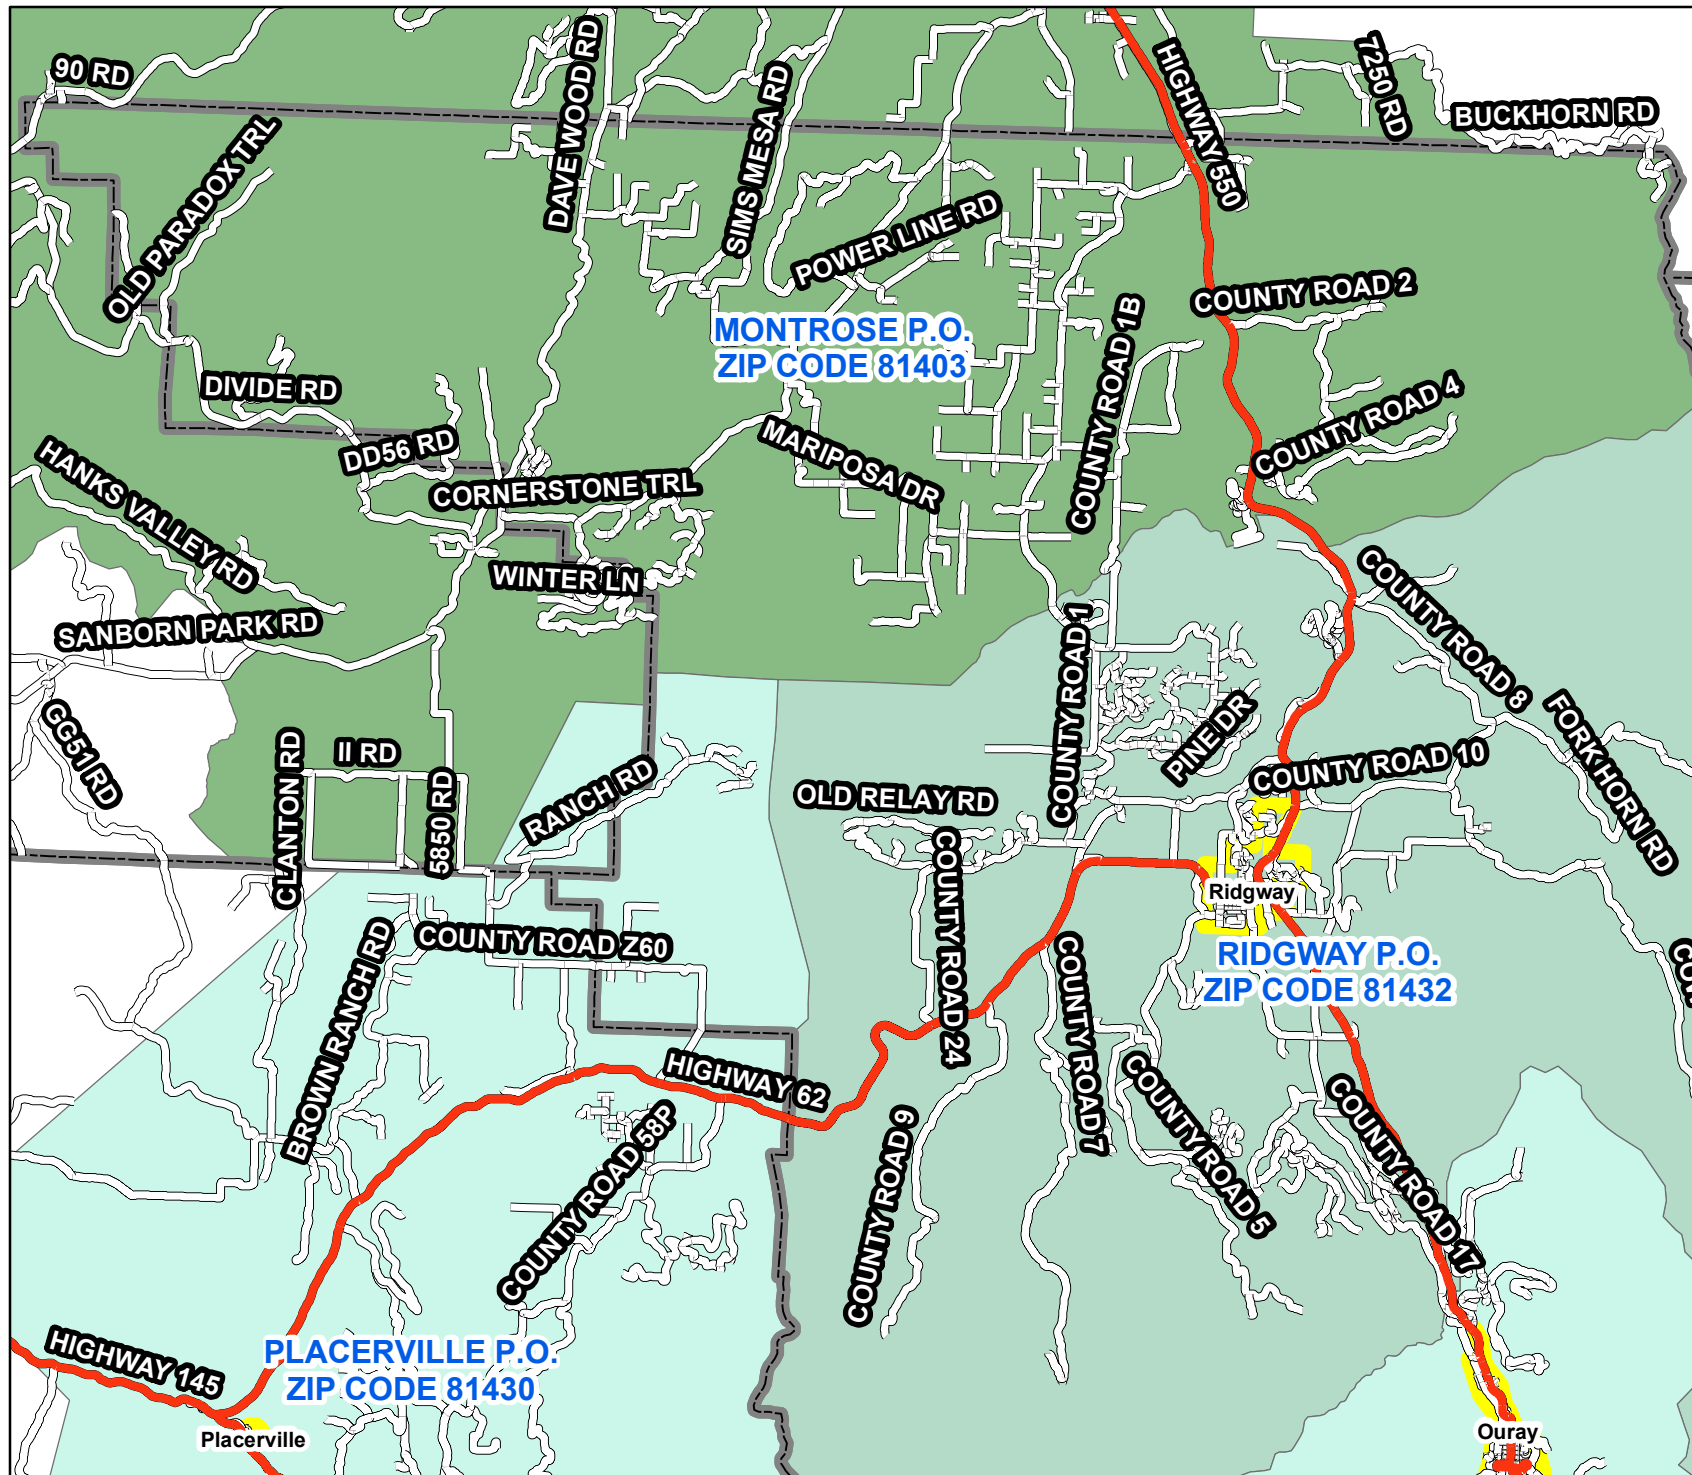 90 RD
DAVE WOOD RD
SIMS MESA RD
HIGHWAY 550
7250 RD
BUCKHORN RD
OLD PARADOX TRL
POWER LINE RD
COUNTY ROAD 2
MONTROSE P.O.
ZIP CODE 81403
COUNTY ROAD 1B
DIVIDE RD
DD56 RD
MARIPOSA DR
COUNTY ROAD 4
HANKS VALLEY RD
CORNERSTONE TRL
WINTER LN
COUNTY ROAD 8
SANBORN PARK RD
COUNTY ROAD 1
GG51 RD
CLANTON RD
II RD
5850 RD
RANCH RD
PINE DR
COUNTY ROAD 10
FORKHORN RD
OLD RELAY RD
COUNTY ROAD 24
Ridgway
BROWN RANCH RD
COUNTY ROAD Z60
RIDGWAY P.O.
ZIP CODE 81432
COUNTY ROAD 7
HIGHWAY 62
COUNTY ROAD 5
COUNTY ROAD 9
COUNTY ROAD 58P
COUNTY ROAD 17
HIGHWAY 145
PLACERVILLE P.O.
ZIP CODE 81430
Placerville
Ouray